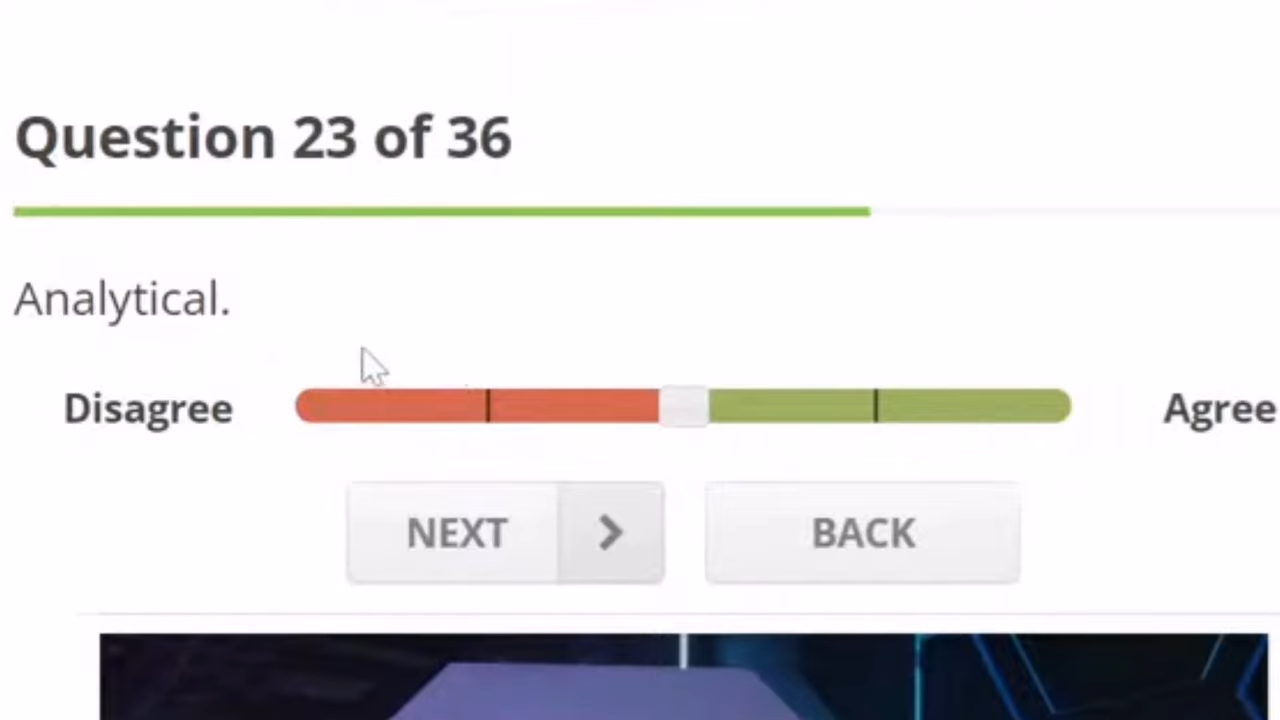 Question 23 of 36
Analytical.
Disagree
Agree
NEXT
BACK